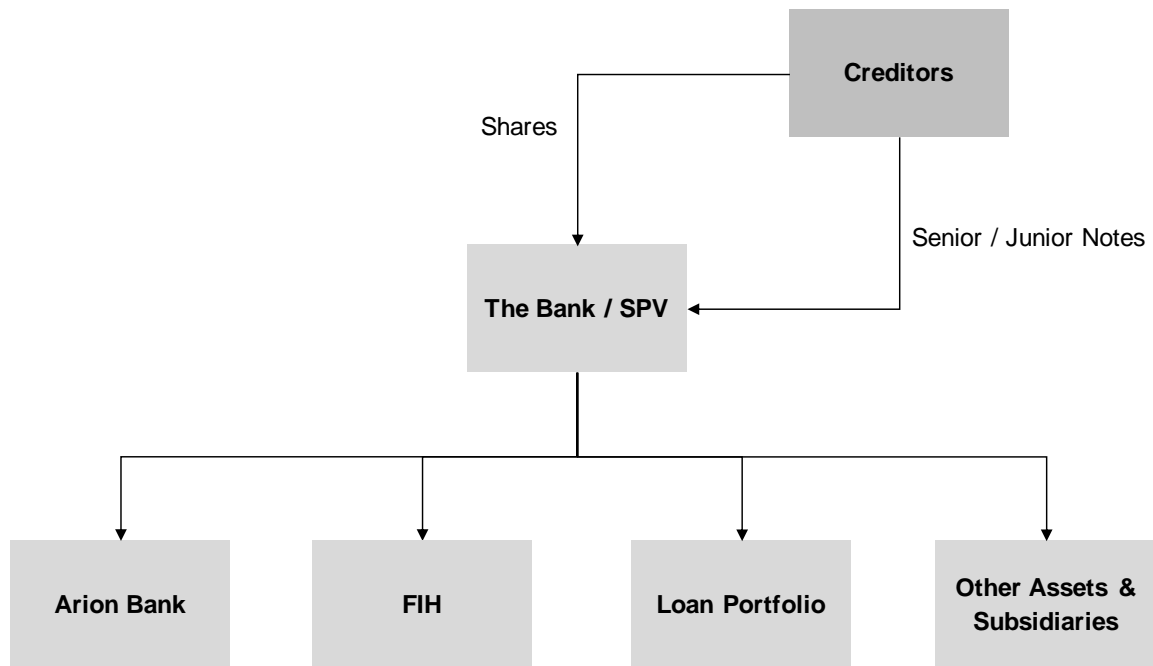 Creditors
Shares
Senior / Junior Notes
The Bank / SPV
Arion Bank
FIH
Loan Portfolio
Other Assets &
Subsidiaries